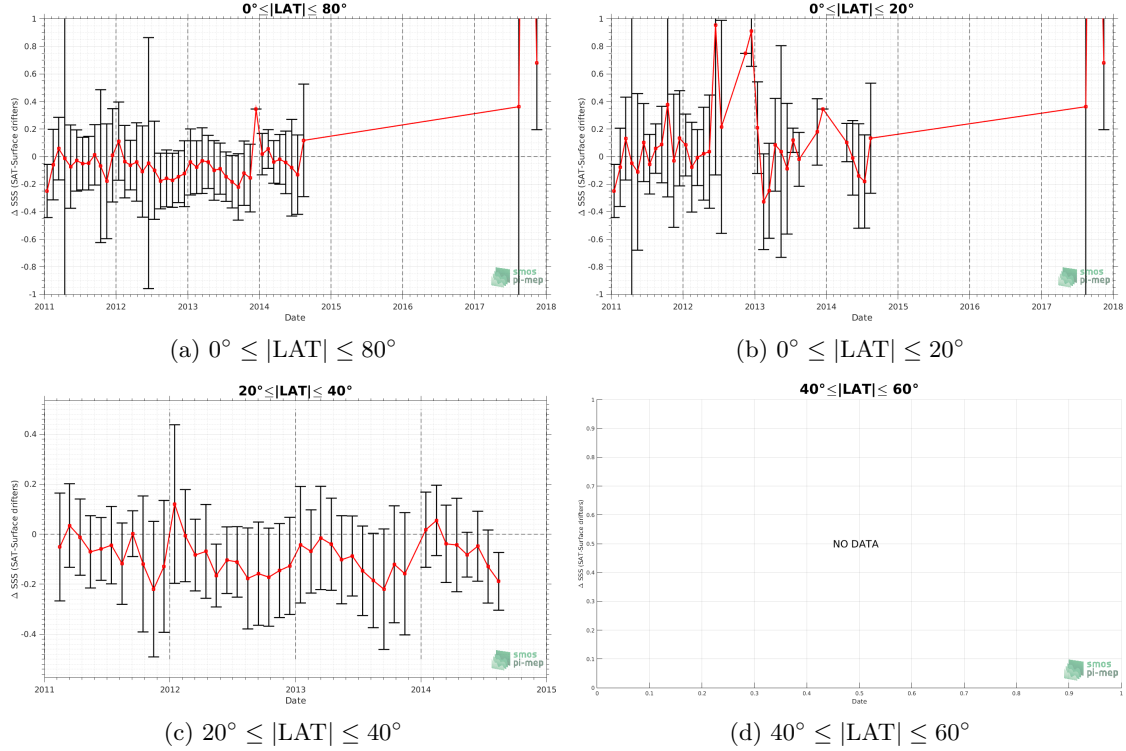 0°≤|LAT|≤ 80°
1
0.8
0.6
0.4
0.2
0
-0.2
-0.4
-0.6
-0.8
-1
Δ SSS (SAT-Surface drifters)
2011 2012 2013 2014 2015 2016 2017 2018
Date
smos
pi-mep
(a) 0° ≤ |LAT| ≤ 80°
0°≤|LAT|≤ 20°
1
0.8
0.6
0.4
0.2
0
-0.2
-0.4
-0.6
-0.8
-1
Δ SSS (SAT-Surface drifters)
2011 2012 2013 2014 2015 2016 2017 2018
Date
smos
pi-mep
(b) 0° ≤ |LAT| ≤ 20°
20°≤|LAT|≤ 40°
0.4
0.2
0
-0.2
-0.4
Δ SSS (SAT-Surface drifters)
2011 2012 2013 2014 2015
Date
smos
pi-mep
(c) 20° ≤ |LAT| ≤ 40°
40°≤|LAT|≤ 60°
1
0.9
0.8
0.7
0.6
0.5
0.4
0.3
0.2
0.1
0
Δ SSS (SAT-Surface drifters)
NO DATA
0 0.1 0.2 0.3 0.4 0.5 0.6 0.7 0.8 0.9 1
Date
smos
pi-mep
(d) 40° ≤ |LAT| ≤ 60°